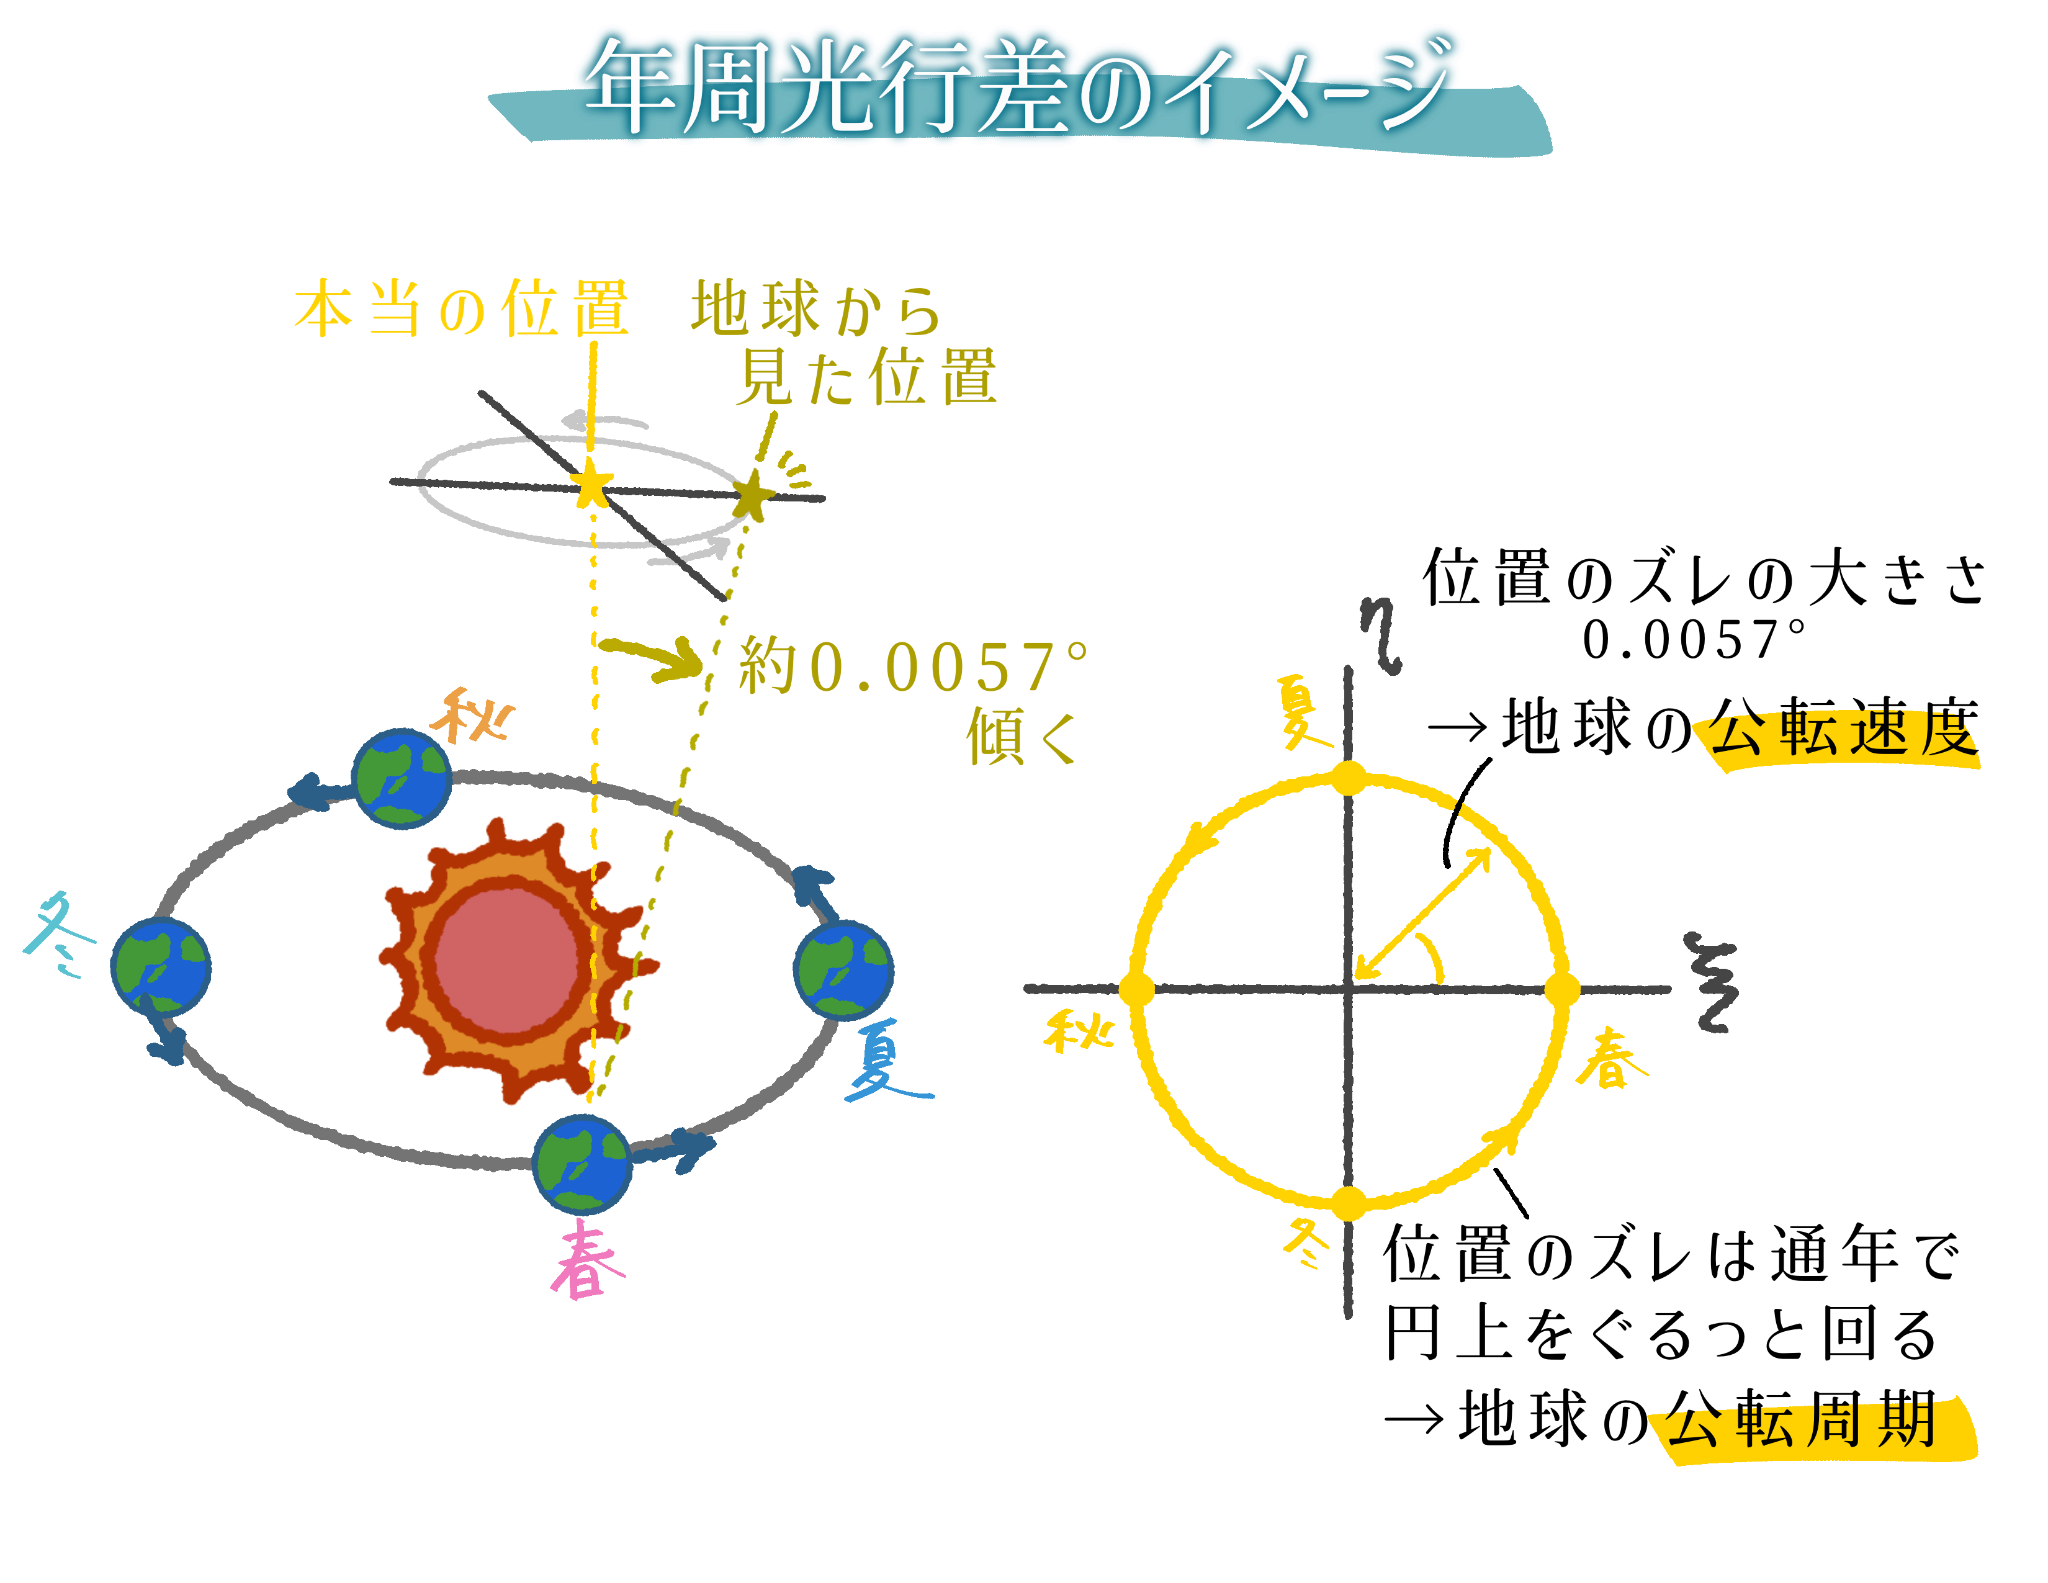 年周光行差のイメージ
本当の位置
地球から
見た位置
約0.0057°
傾く
秋
冬
夏
春
位置のズレの大きさ
0.0057°
→地球の公転速度
η
ξ
夏
秋
春
冬
位置のズレは通年で
円上をぐるっと回る
→地球の公転周期